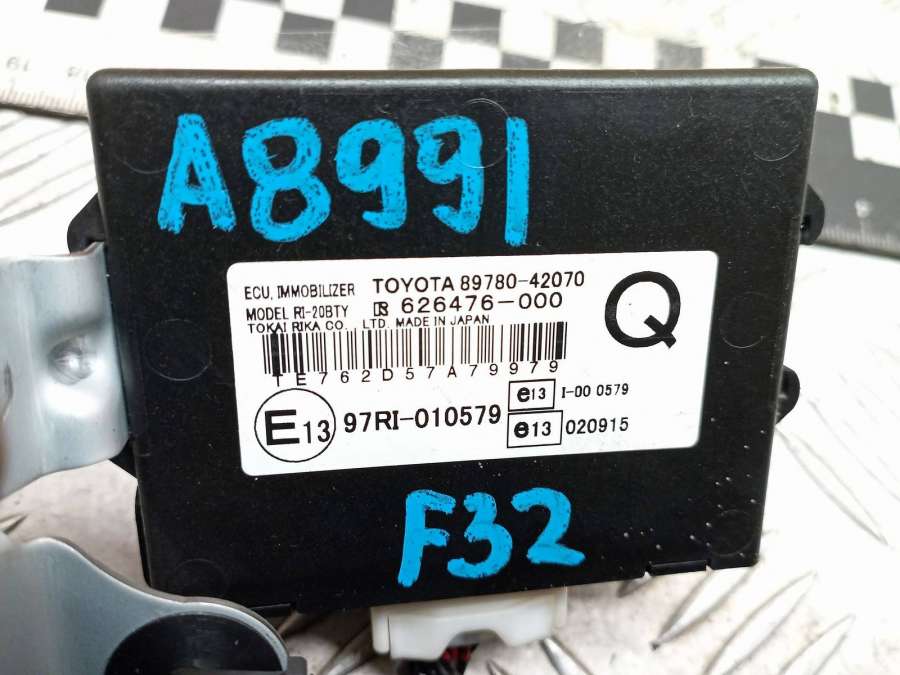 A8991
ECU, IMMOBILIZER TOYOTA 89780-42070
MODEL RI-20BTY 626476-000
TOKAI RIKA CO., LTD. MADE IN JAPAN
Q
TE762D57A79979
E13 97RI-010579
e13 I-00 0579
e13 020915
F32